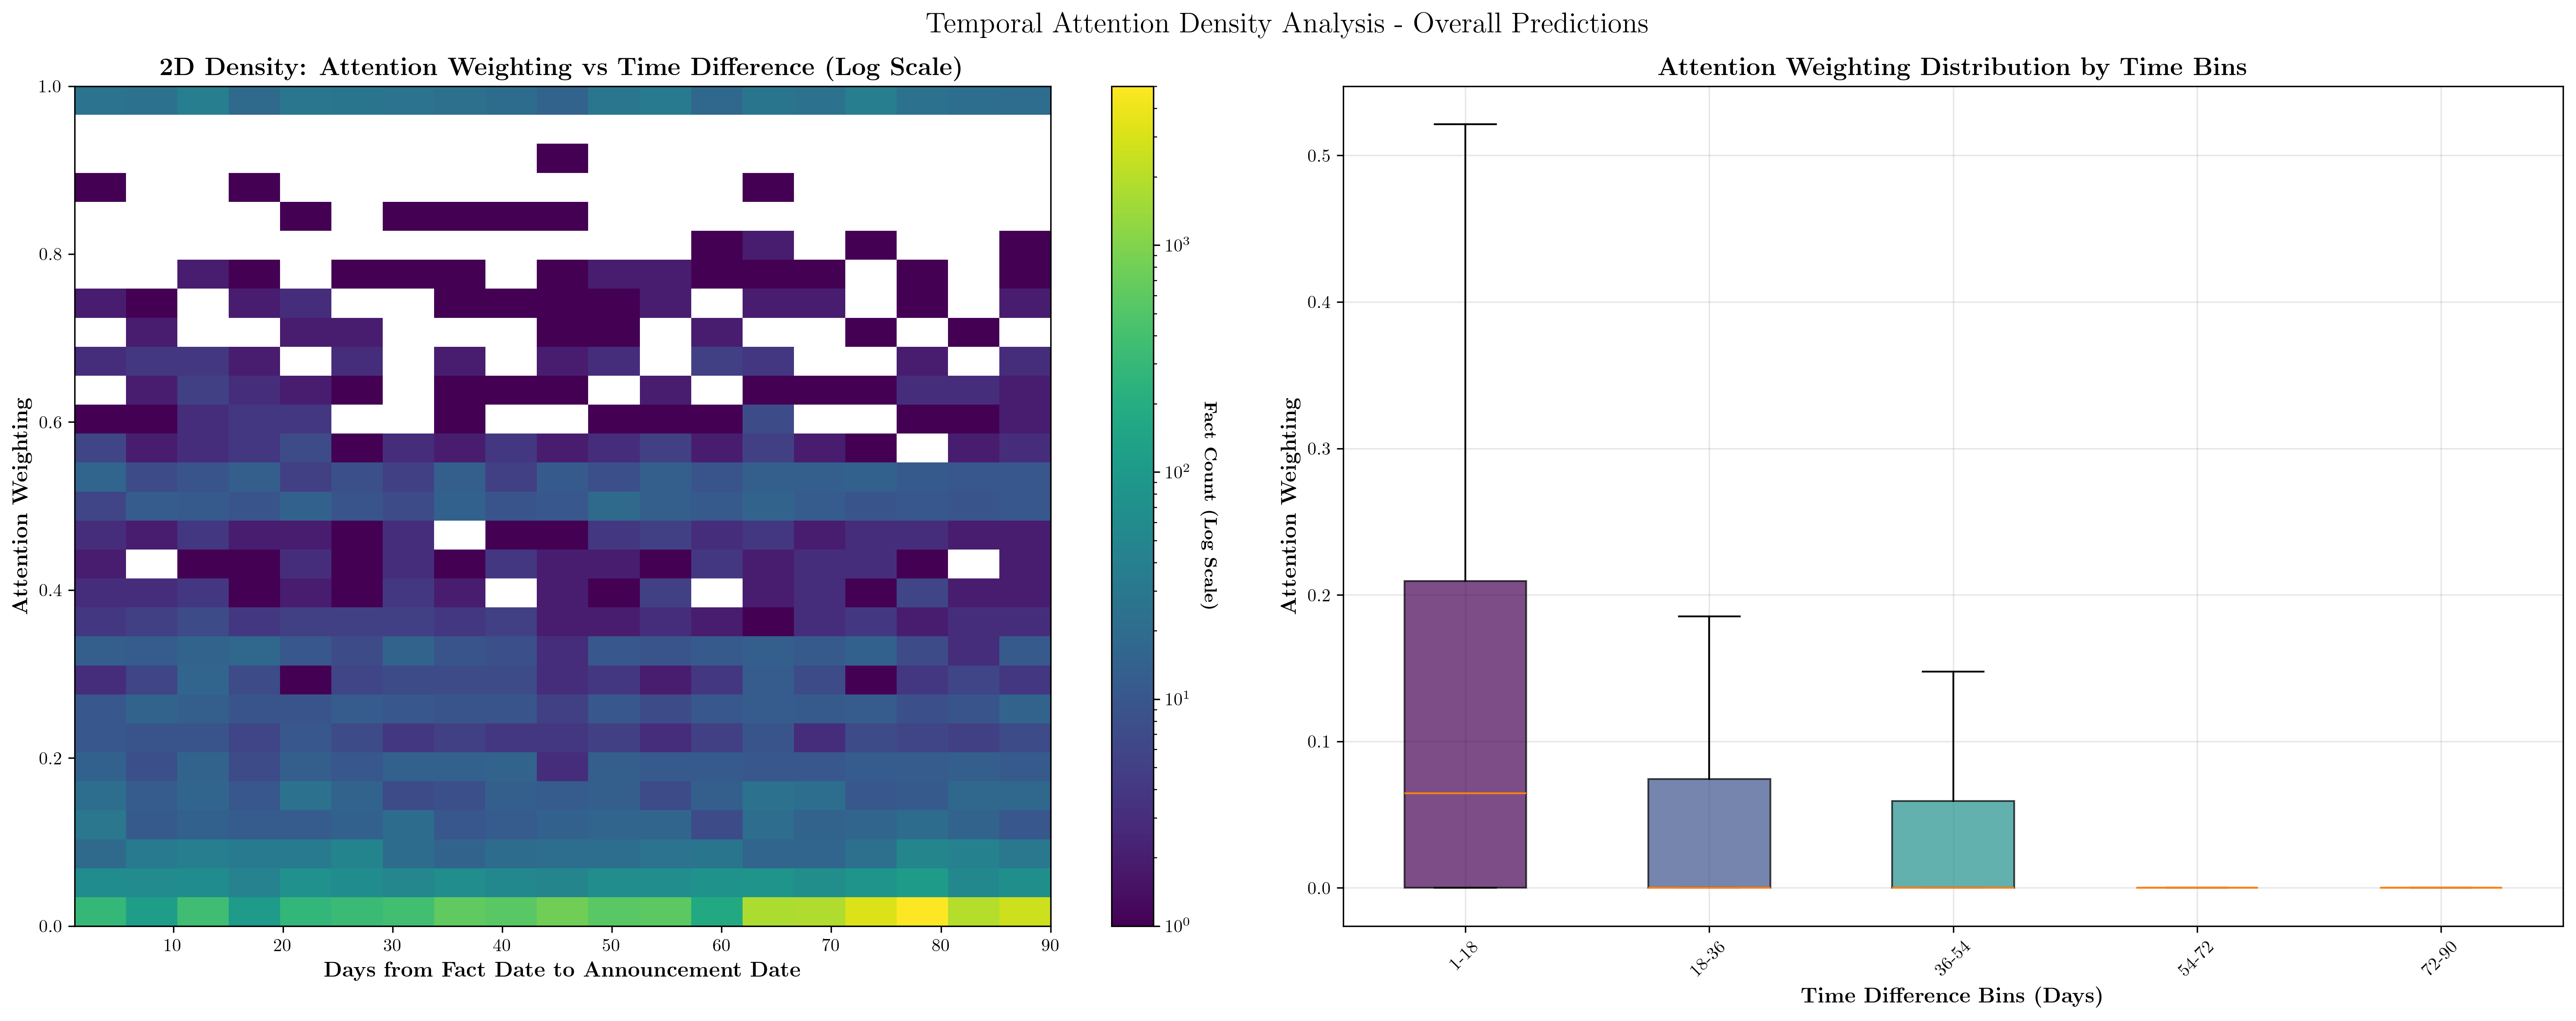 Temporal Attention Density Analysis - Overall Predictions
2D Density: Attention Weighting vs Time Difference (Log Scale)
1.0
0.8
0.6
0.4
0.2
0.0
Attention Weighting
10 20 30 40 50 60 70 80 90
Days from Fact Date to Announcement Date
10³
10²
10¹
10⁰
Fact Count (Log Scale)
Attention Weighting Distribution by Time Bins
0.5
0.4
0.3
0.2
0.1
0.0
Attention Weighting
1-18 18-36 36-54 54-72 72-90
Time Difference Bins (Days)